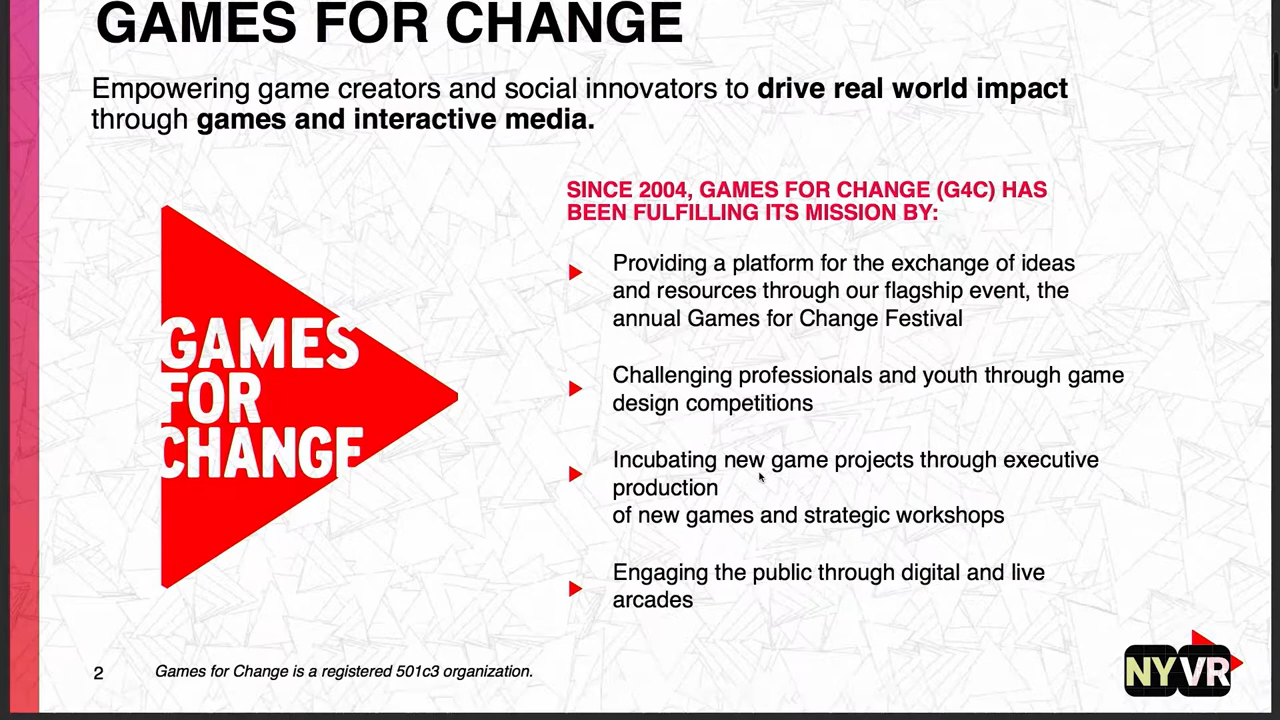 GAMES FOR CHANGE
Empowering game creators and social innovators to drive real world impact
through games and interactive media.
GAMES
FOR
CHANGE
SINCE 2004, GAMES FOR CHANGE (G4C) HAS
BEEN FULFILLING ITS MISSION BY:
Providing a platform for the exchange of ideas
and resources through our flagship event, the
annual Games for Change Festival
Challenging professionals and youth through game
design competitions
Incubating new game projects through executive
production
of new games and strategic workshops
Engaging the public through digital and live
arcades
2
Games for Change is a registered 501c3 organization.
NYVR